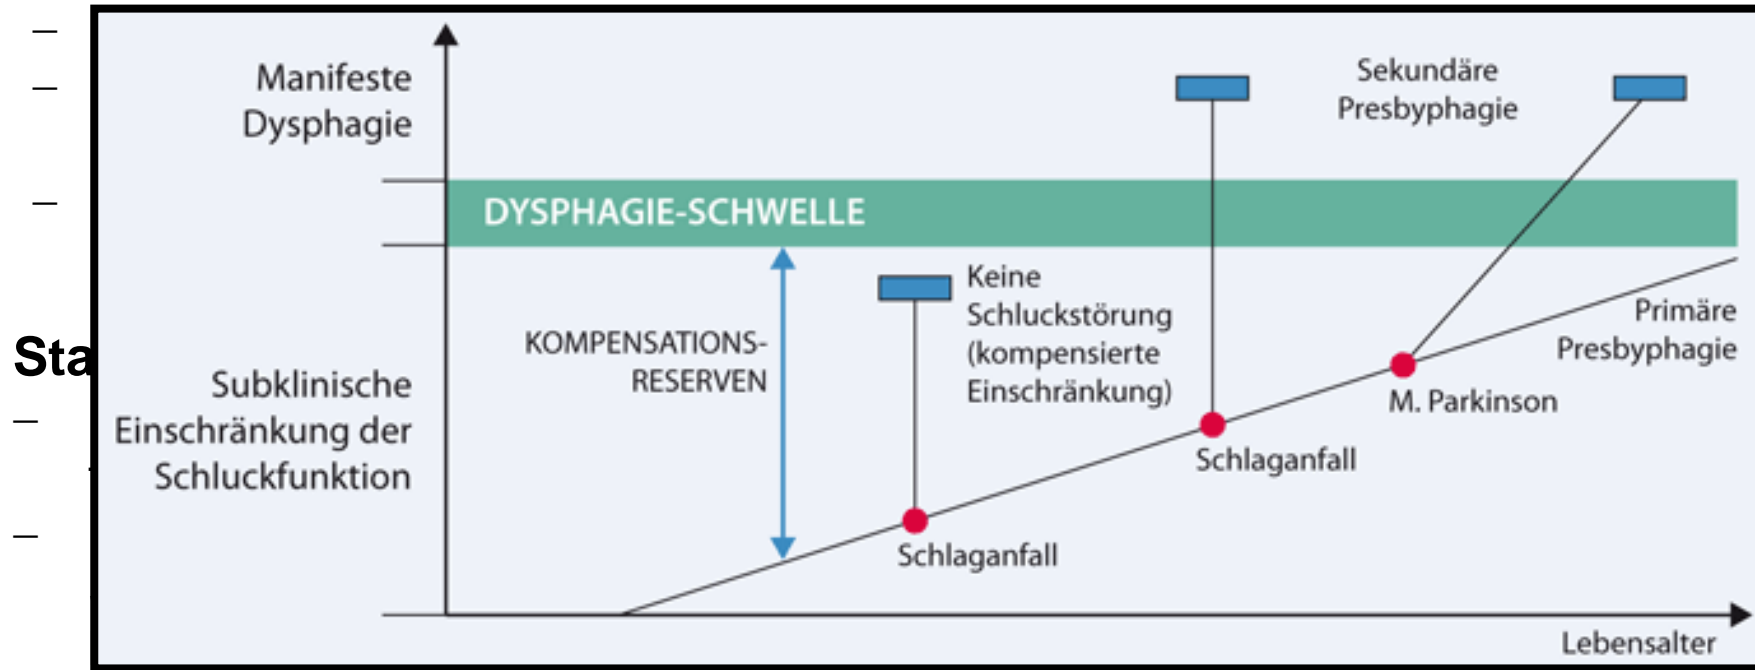 Manifeste
Dysphagie
Sekundäre
Presbyphagie
DYSPHAGIE-SCHWELLE
Keine
Schluckstörung
(kompensierte
Einschränkung)
KOMPENSATIONS-
RESERVEN
Primäre
Presbyphagie
Sta
Subklinische
Einschränkung der
Schluckfunktion
M. Parkinson
Schlaganfall
Schlaganfall
Lebensalter